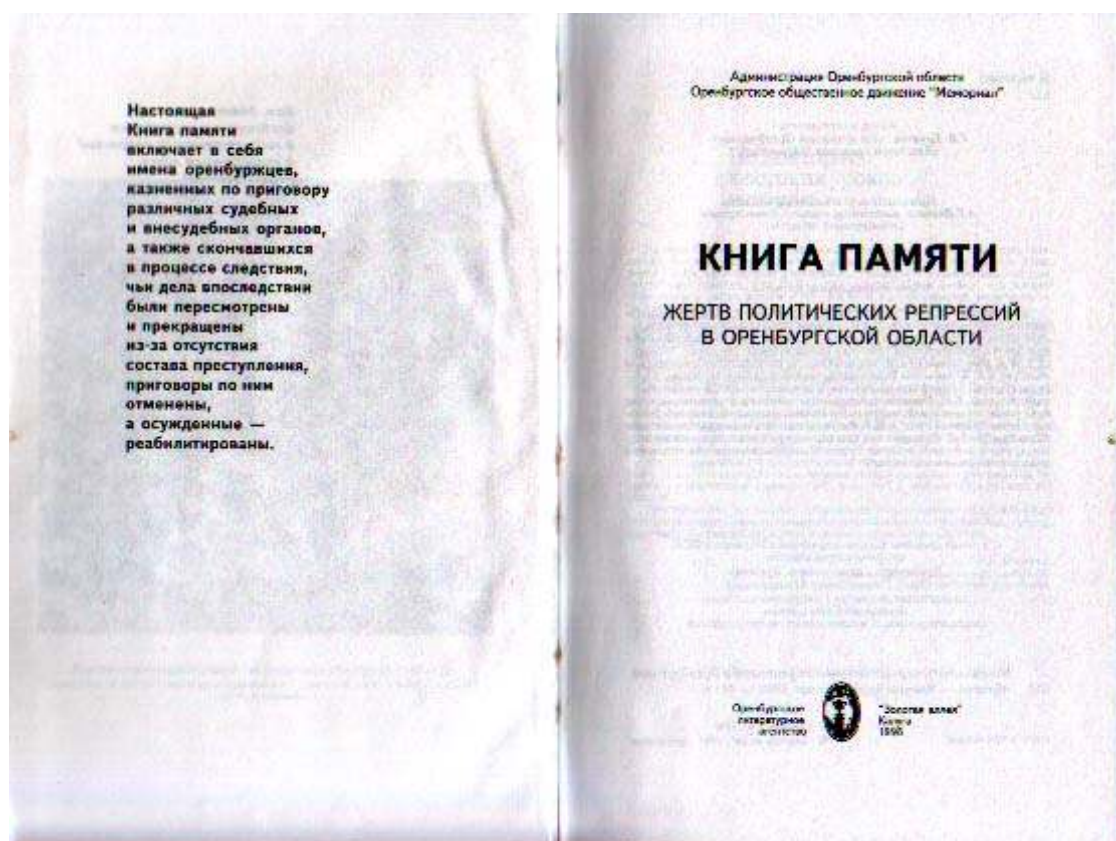 Настоящая
Книга памяти
включает в себя
имена оренбуржцев,
казненных по приговору
различных судебных
и внесудебных органов,
а также скончавшихся
в процессе следствия,
чьи дела впоследствии
были пересмотрены
и прекращены
из-за отсутствия
состава преступления,
приговоры по ним
отменены,
а осужденные —
реабилитированы.
Администрация Оренбургской области
Оренбургское общественное движение "Мемориал"
КНИГА ПАМЯТИ
ЖЕРТВ ПОЛИТИЧЕСКИХ РЕПРЕССИЙ
В ОРЕНБУРГСКОЙ ОБЛАСТИ
Оренбургское
литературное
агентство
"Золотая аллея"
Калуга
1998